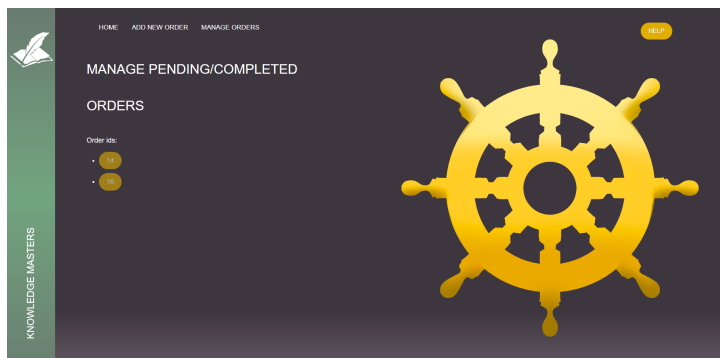 HOME ADD NEW ORDER MANAGE ORDERS
HELP
MANAGE PENDING/COMPLETED
ORDERS
Order ids:
14
16
KNOWLEDGE MASTERS